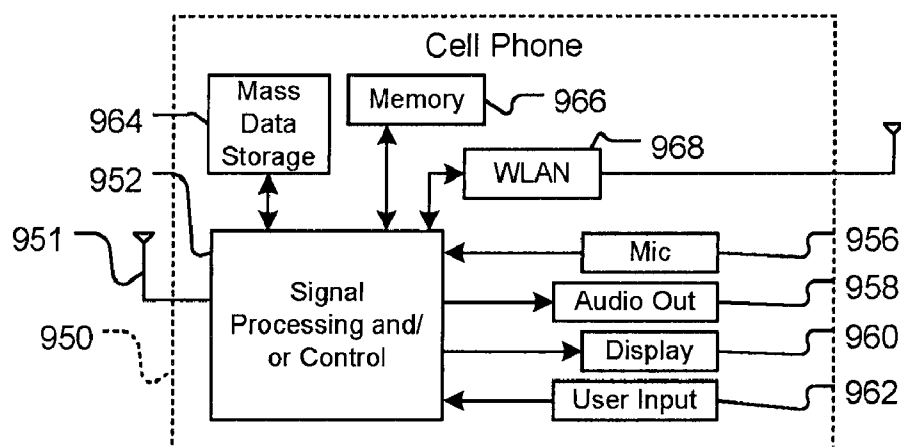 Cell Phone
964
Mass
Data
Storage
Memory
966
968
WLAN
952
951
950
Signal
Processing and/
or Control
Mic
956
Audio Out
958
Display
960
User Input
962